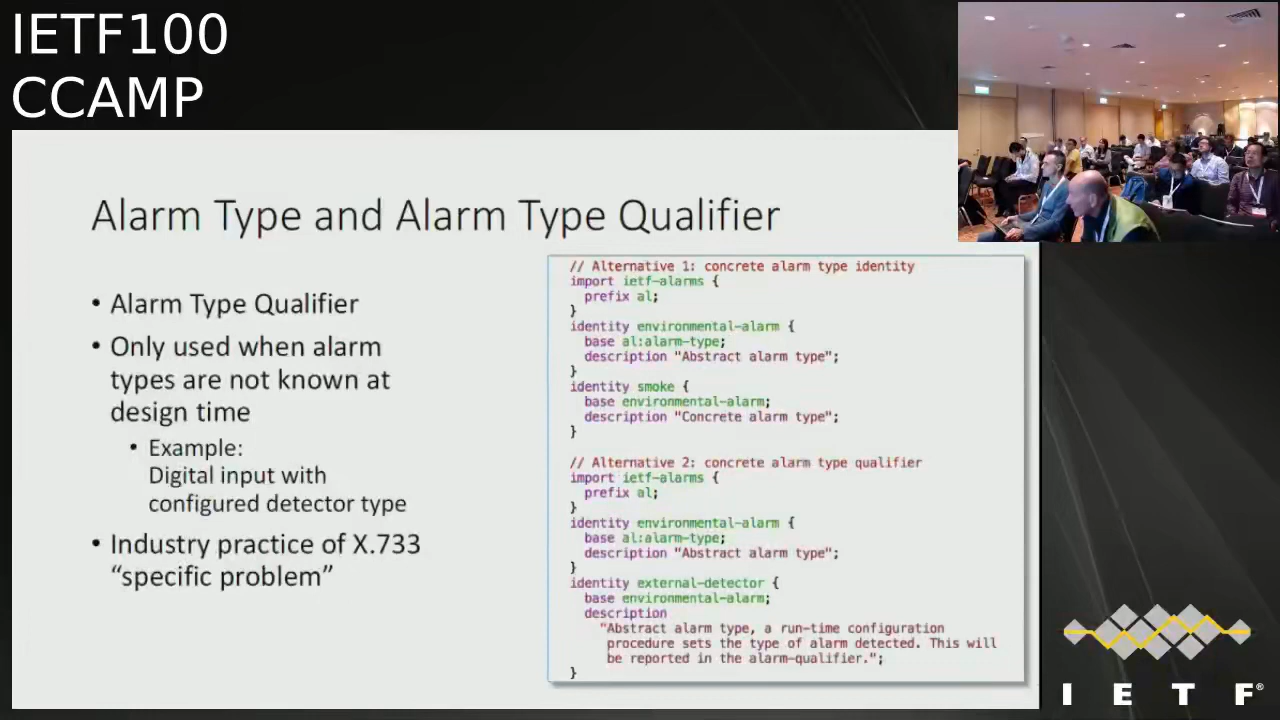 IETF100
CCAMP
Alarm Type and Alarm Type Qualifier
• Alarm Type Qualifier
• Only used when alarm
types are not known at
design time
• Example:
Digital input with
configured detector type
• Industry practice of X.733
“specific problem”
// Alternative 1: concrete alarm type identity
import ietf-alarms {
prefix al;
}
identity environmental-alarm {
base al:alarm-type;
description "Abstract alarm type";
}
identity smoke {
base environmental-alarm;
description "Concrete alarm type";
}
// Alternative 2: concrete alarm type qualifier
import ietf-alarms {
prefix al;
}
identity environmental-alarm {
base al:alarm-type;
description "Abstract alarm type";
}
identity external-detector {
base environmental-alarm;
description
"Abstract alarm type, a run-time configuration
procedure sets the type of alarm detected. This will
be reported in the alarm-qualifier.";
}
I E T F®